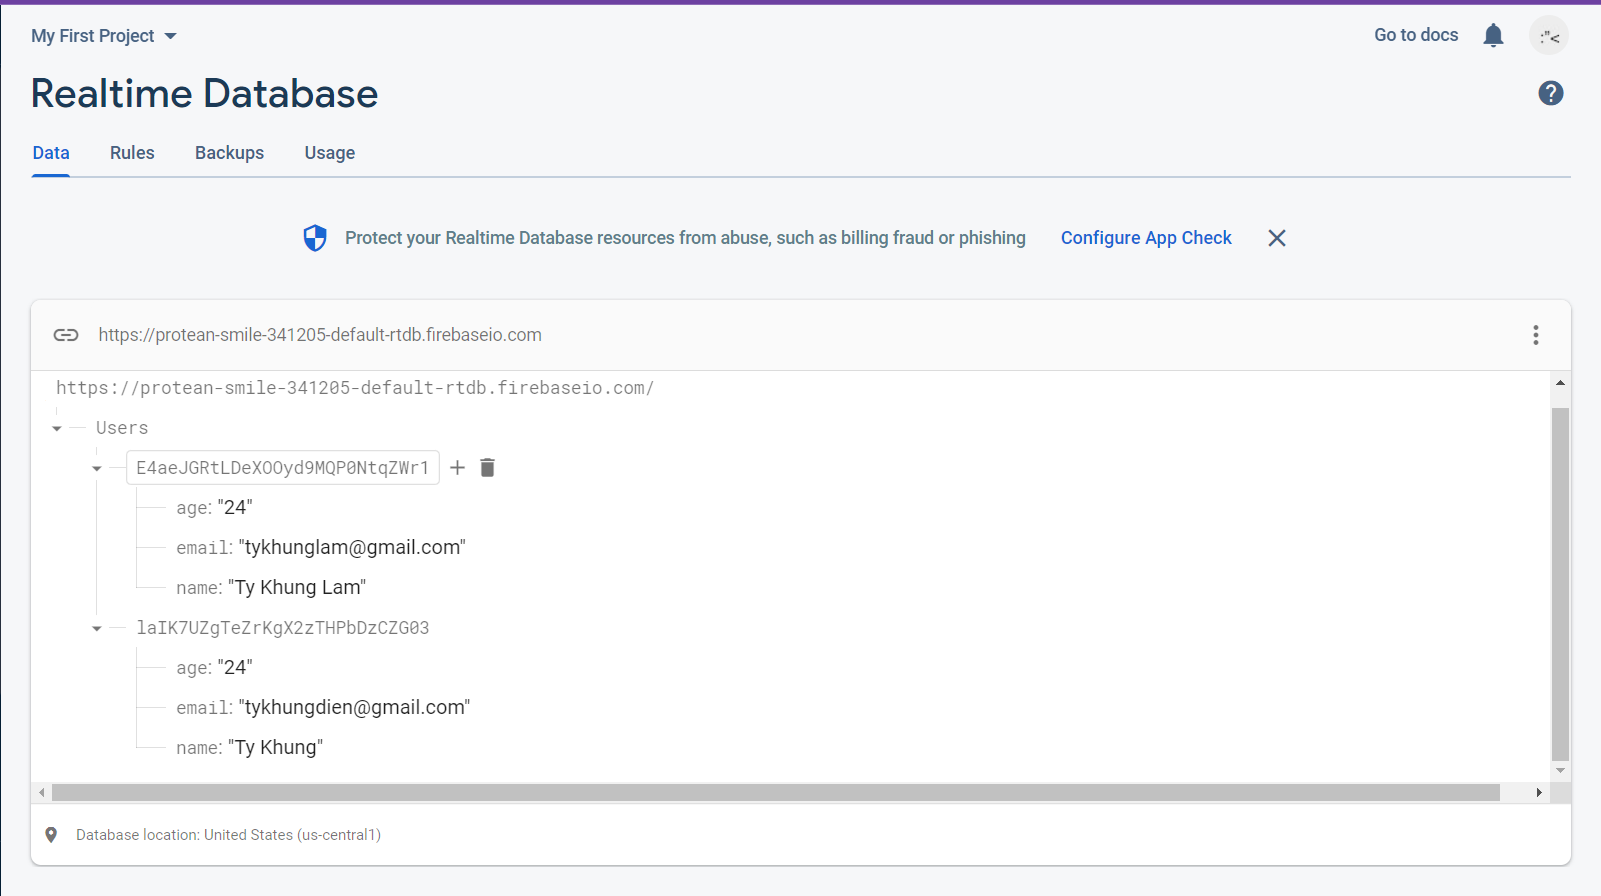 My First Project
Go to docs
Realtime Database
Data Rules Backups Usage
Protect your Realtime Database resources from abuse, such as billing fraud or phishing Configure App Check
https://protean-smile-341205-default-rtdb.firebaseio.com
https://protean-smile-341205-default-rtdb.firebaseio.com/
Users
E4aeJGRtLDeXOOyd9MQP0NtqZWr1
age: "24"
email: "tykhunglam@gmail.com"
name: "Ty Khung Lam"
laIK7UZgTeZrKgX2zTHPbDzCZG03
age: "24"
email: "tykhungdien@gmail.com"
name: "Ty Khung"
Database location: United States (us-central1)